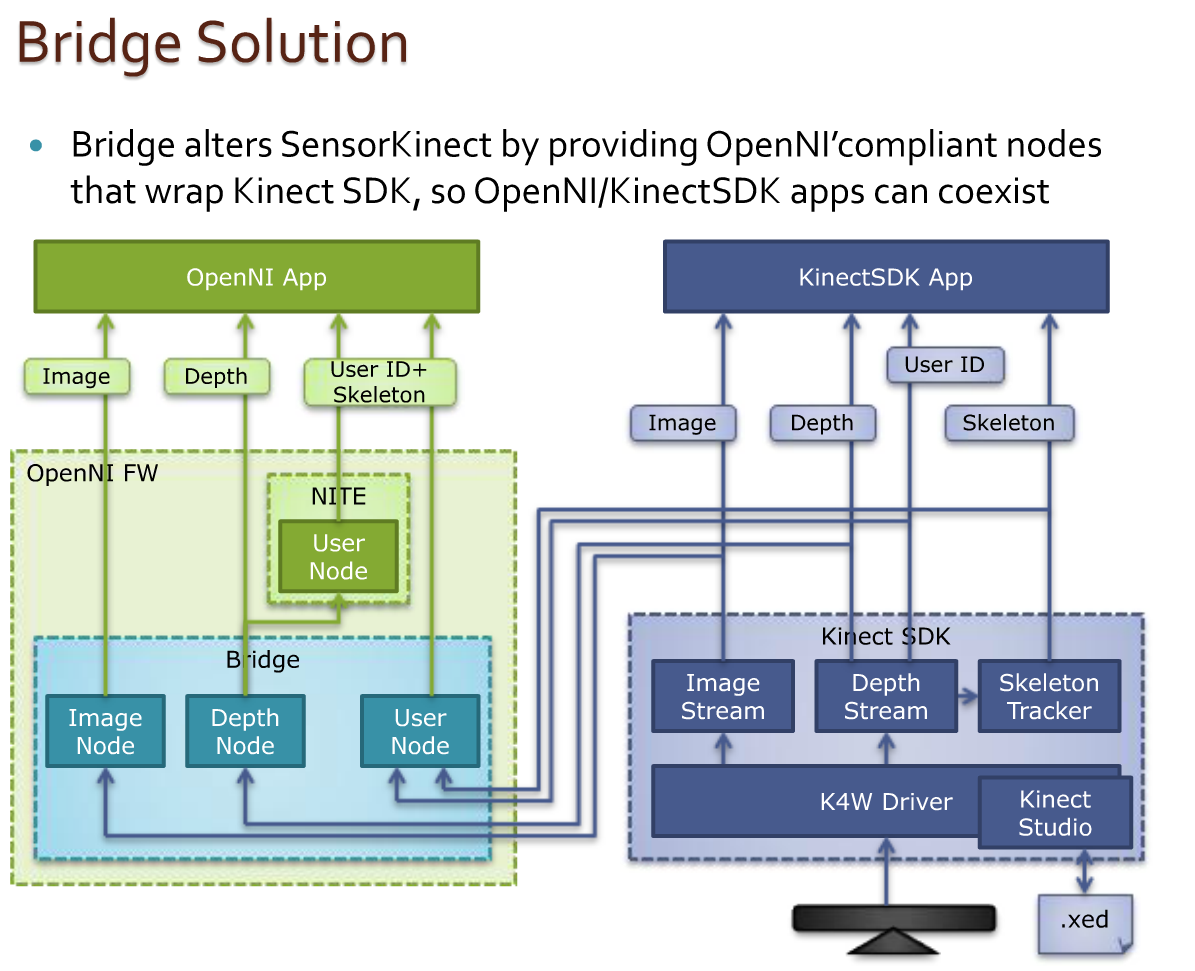 Bridge Solution
• Bridge alters SensorKinect by providing OpenNI’compliant nodes
that wrap Kinect SDK, so OpenNI/KinectSDK apps can coexist
OpenNI App
KinectSDK App
Image
Depth
User ID+
Skeleton
User ID
Image
Depth
Skeleton
OpenNI FW
NITE
User
Node
Bridge
Image
Node
Depth
Node
User
Node
Kinect SDK
Image
Stream
Depth
Stream
Skeleton
Tracker
K4W Driver
Kinect
Studio
.xed